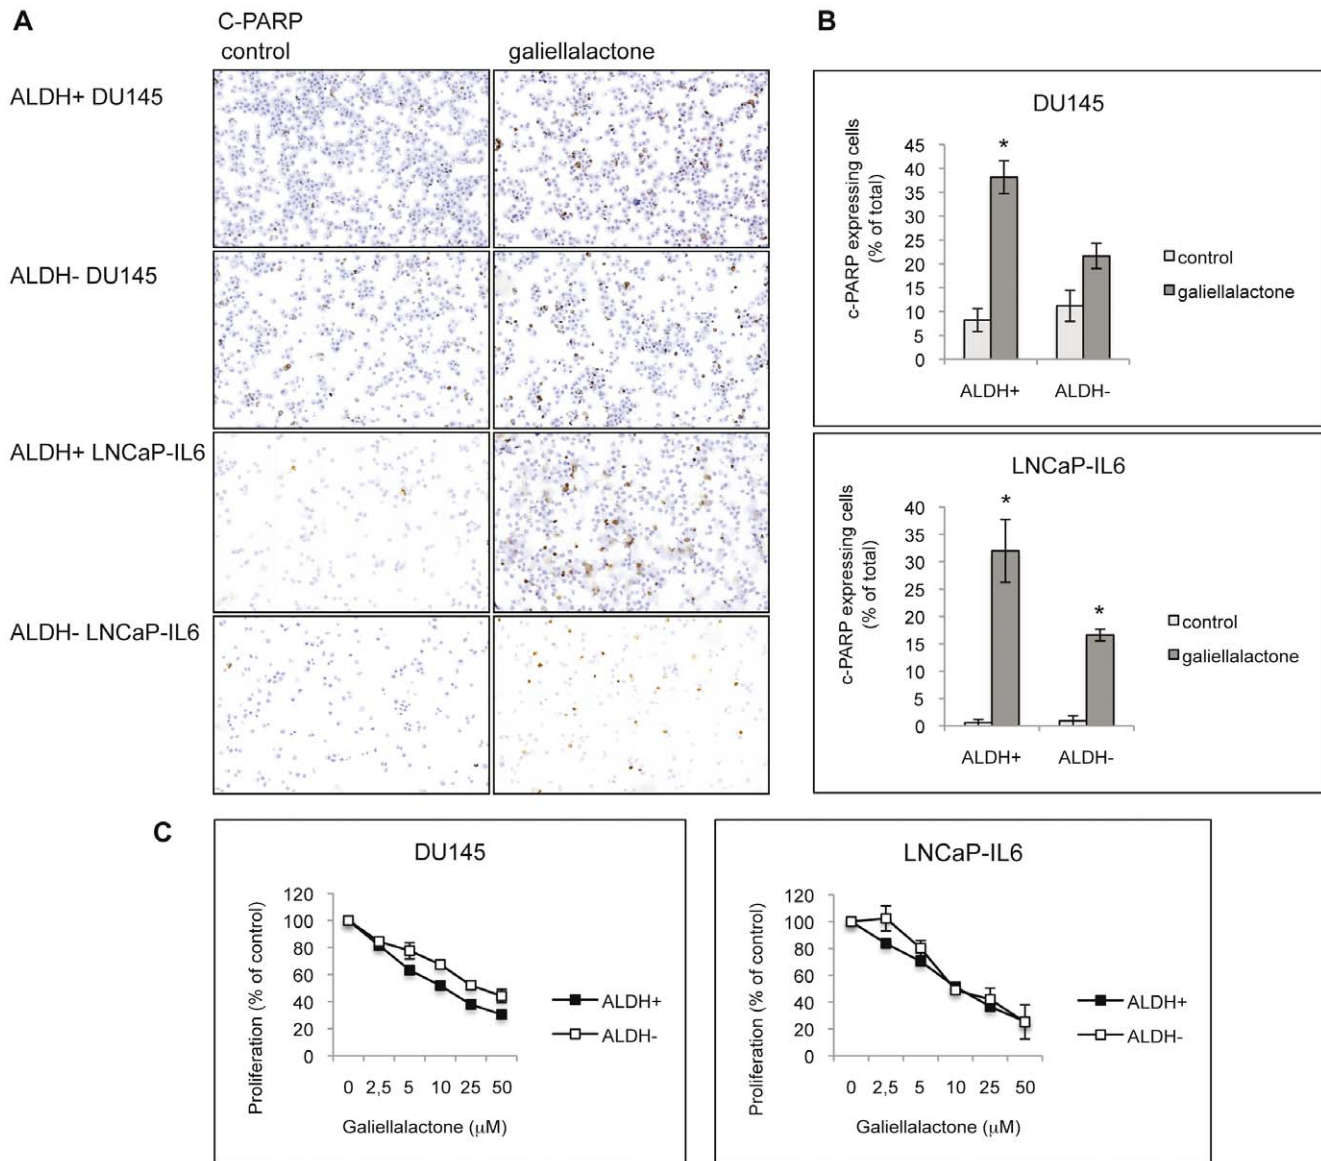 A
C-PARP
control
galiellalactone
ALDH+ DU145
ALDH- DU145
ALDH+ LNCaP-IL6
ALDH- LNCaP-IL6
B
DU145
c-PARP expressing cells
(% of total)
45
40
35
30
25
20
15
10
5
0
*
ALDH+
ALDH-
control
galiellalactone
LNCaP-IL6
c-PARP expressing cells
(% of total)
40
35
30
25
20
15
10
5
0
*
*
ALDH+
ALDH-
control
galiellalactone
C
DU145
Proliferation (% of control)
120
100
80
60
40
20
0
0 2,5 5 10 25 50
Galiellalactone (μM)
ALDH+
ALDH-
LNCaP-IL6
Proliferation (% of control)
120
100
80
60
40
20
0
0 2,5 5 10 25 50
Galiellalactone (μM)
ALDH+
ALDH-